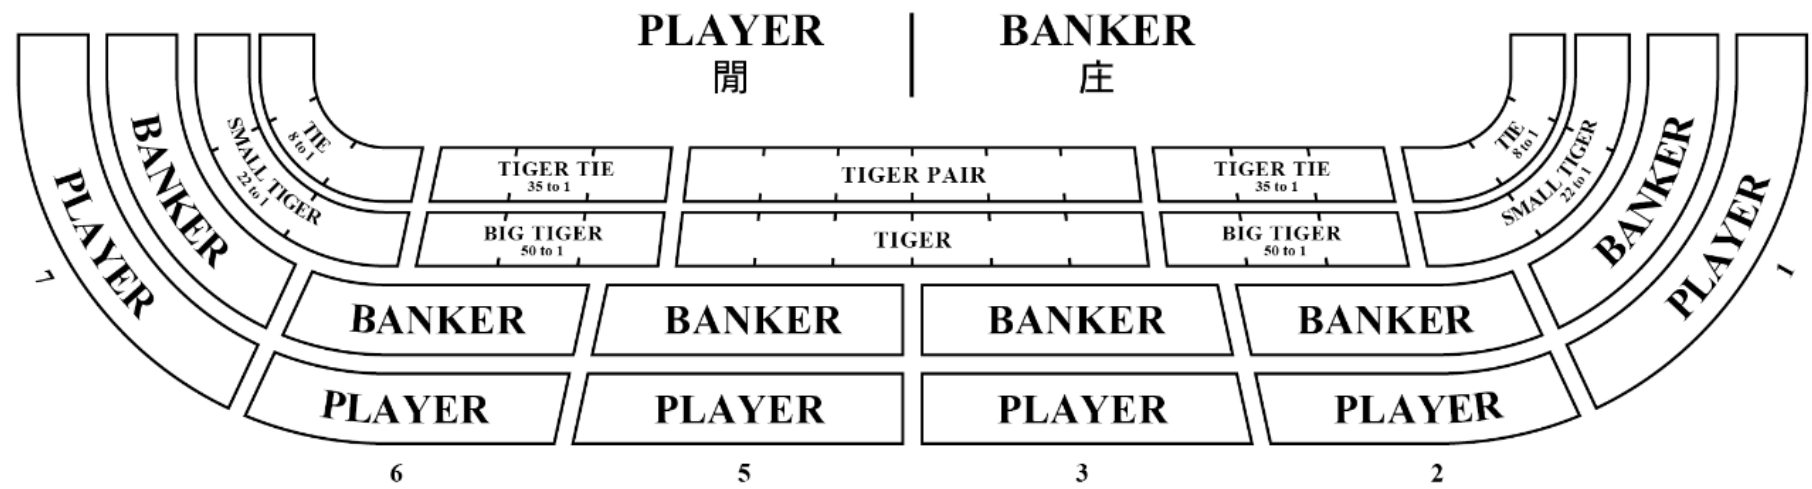 PLAYER
閒
BANKER
庄
PLAYER
BANKER
SMALL TIGER
22 to 1
TIE
8 to 1
TIGER TIE
35 to 1
TIGER PAIR
TIGER TIE
35 to 1
TIE
8 to 1
SMALL TIGER
22 to 1
BANKER
PLAYER
BIG TIGER
50 to 1
TIGER
BIG TIGER
50 to 1
BANKER
BANKER
BANKER
BANKER
PLAYER
PLAYER
PLAYER
PLAYER
7
6
5
3
2
1